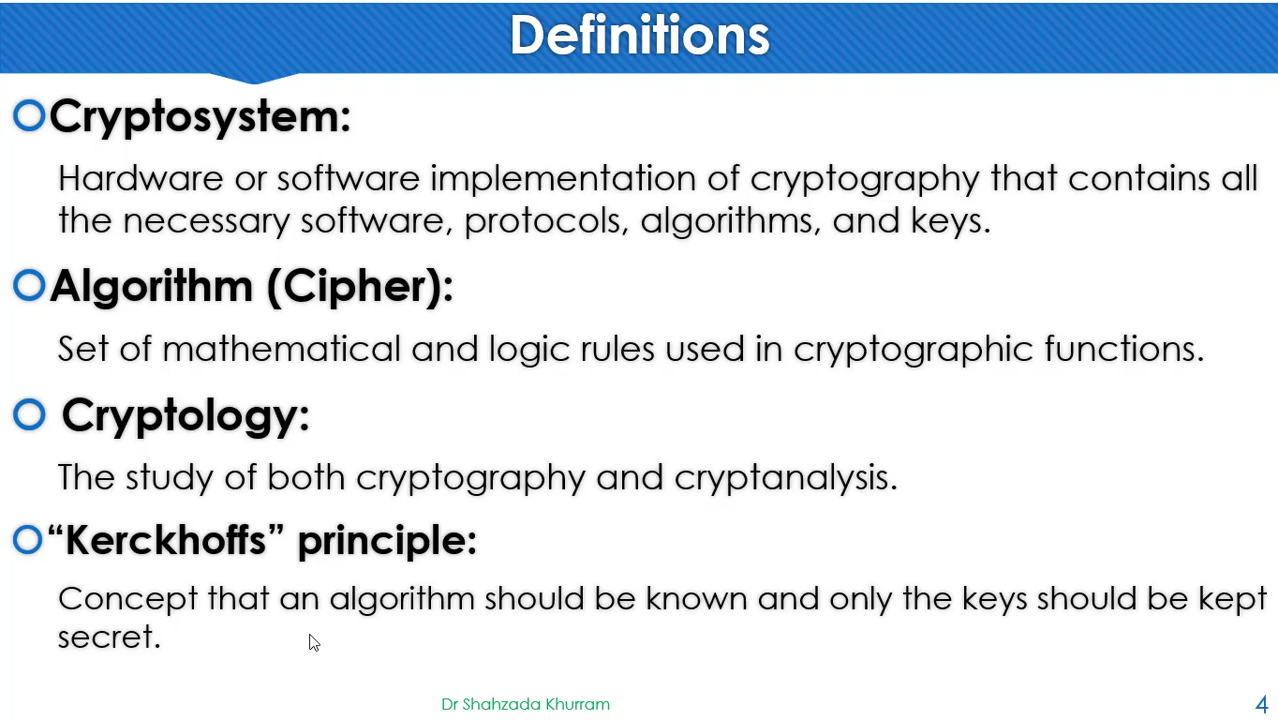 Definitions
Cryptosystem:
Hardware or software implementation of cryptography that contains all
the necessary software, protocols, algorithms, and keys.
Algorithm (Cipher):
Set of mathematical and logic rules used in cryptographic functions.
Cryptology:
The study of both cryptography and cryptanalysis.
“Kerckhoffs” principle:
Concept that an algorithm should be known and only the keys should be kept
secret.
Dr Shahzada Khurram
4